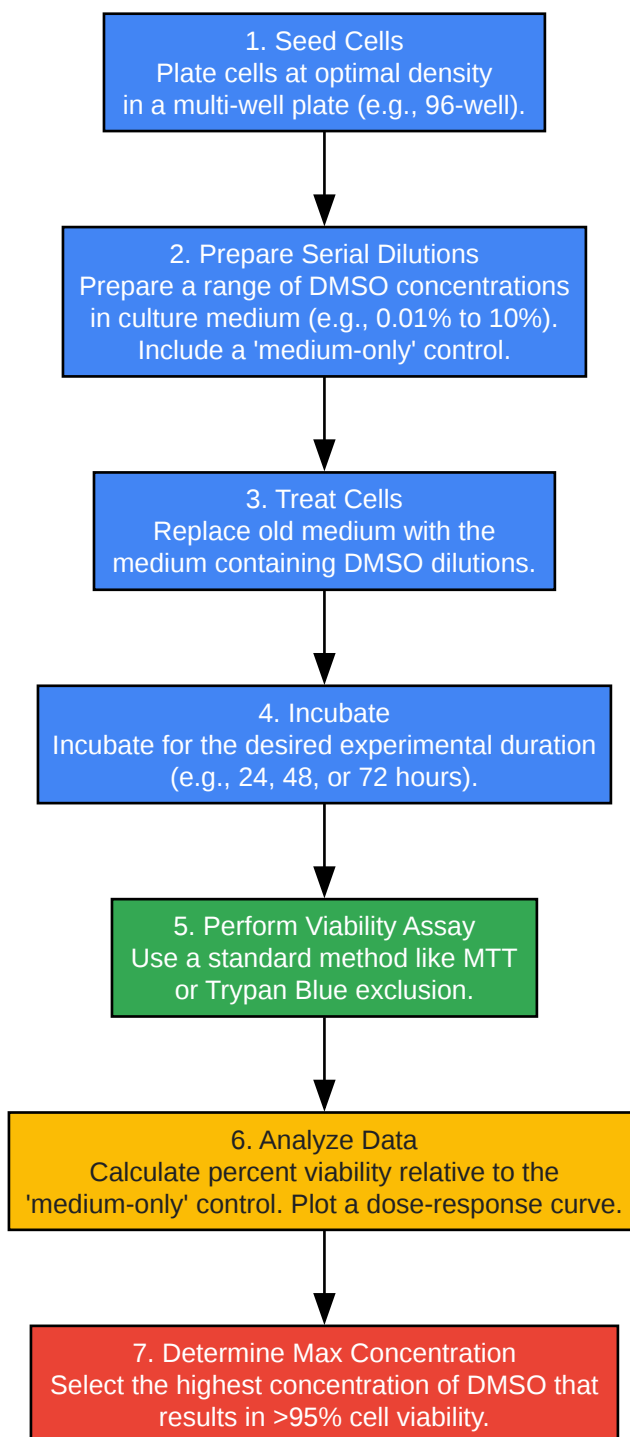 1. Seed Cells
Plate cells at optimal density
in a multi-well plate (e.g., 96-well).
2. Prepare Serial Dilutions
Prepare a range of DMSO concentrations
in culture medium (e.g., 0.01% to 10%).
Include a 'medium-only' control.
3. Treat Cells
Replace old medium with the
medium containing DMSO dilutions.
4. Incubate
Incubate for the desired experimental duration
(e.g., 24, 48, or 72 hours).
5. Perform Viability Assay
Use a standard method like MTT
or Trypan Blue exclusion.
6. Analyze Data
Calculate percent viability relative to the
'medium-only' control. Plot a dose-response curve.
7. Determine Max Concentration
Select the highest concentration of DMSO that
results in >95% cell viability.